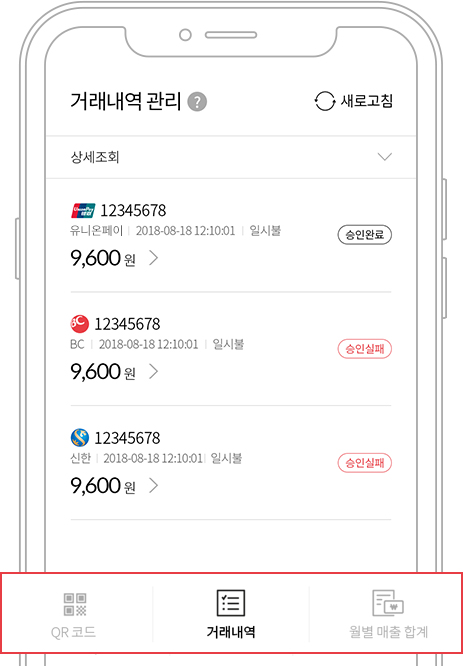 거래내역 관리 ?
새로고침
상세조회
UnionPay 12345678
유니온페이 | 2018-08-18 12:10:01 | 일시불
승인완료
9,600 원
BC 12345678
BC | 2018-08-18 12:10:01 | 일시불
승인실패
9,600 원
12345678
신한 | 2018-08-18 12:10:01 | 일시불
승인실패
9,600 원
QR 코드
거래내역
₩
월별 매출 합계